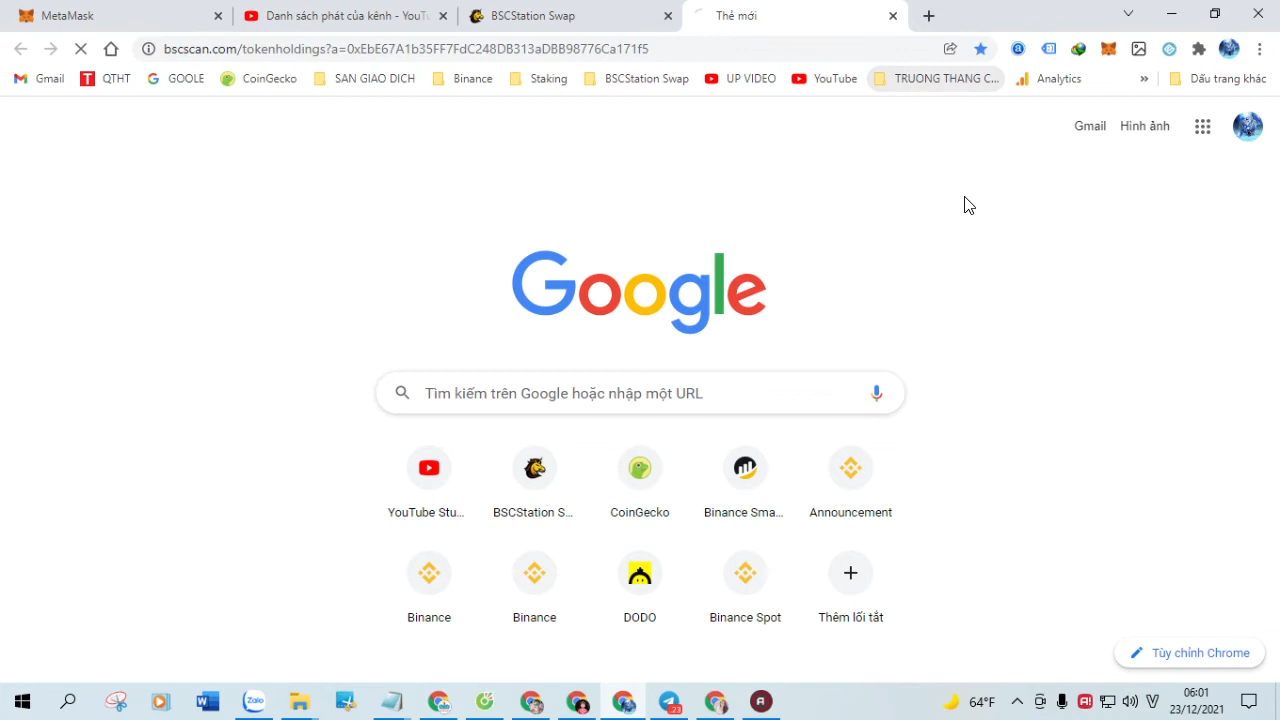 MetaMask
Danh sách phát của kênh - YouT
BSCStation Swap
Thẻ mới
bscscan.com/tokenholdings?a=0xEbE67A1b35FF7FdC248DB313aDBB98776Ca171f5
Gmail
QTHT
GOOLE
CoinGecko
SAN GIAO DICH
Binance
Staking
BSCStation Swap
UP VIDEO
YouTube
TRUONG THANG C...
Analytics
»
Dấu trang khác
Gmail
Hình ảnh
Google
Tìm kiếm trên Google hoặc nhập một URL
YouTube Stu...
BSCStation S...
CoinGecko
Binance Sma...
Announcement
Binance
Binance
DODO
Binance Spot
Thêm lối tắt
Tùy chỉnh Chrome
Zalo
23
64°F
06:01
23/12/2021